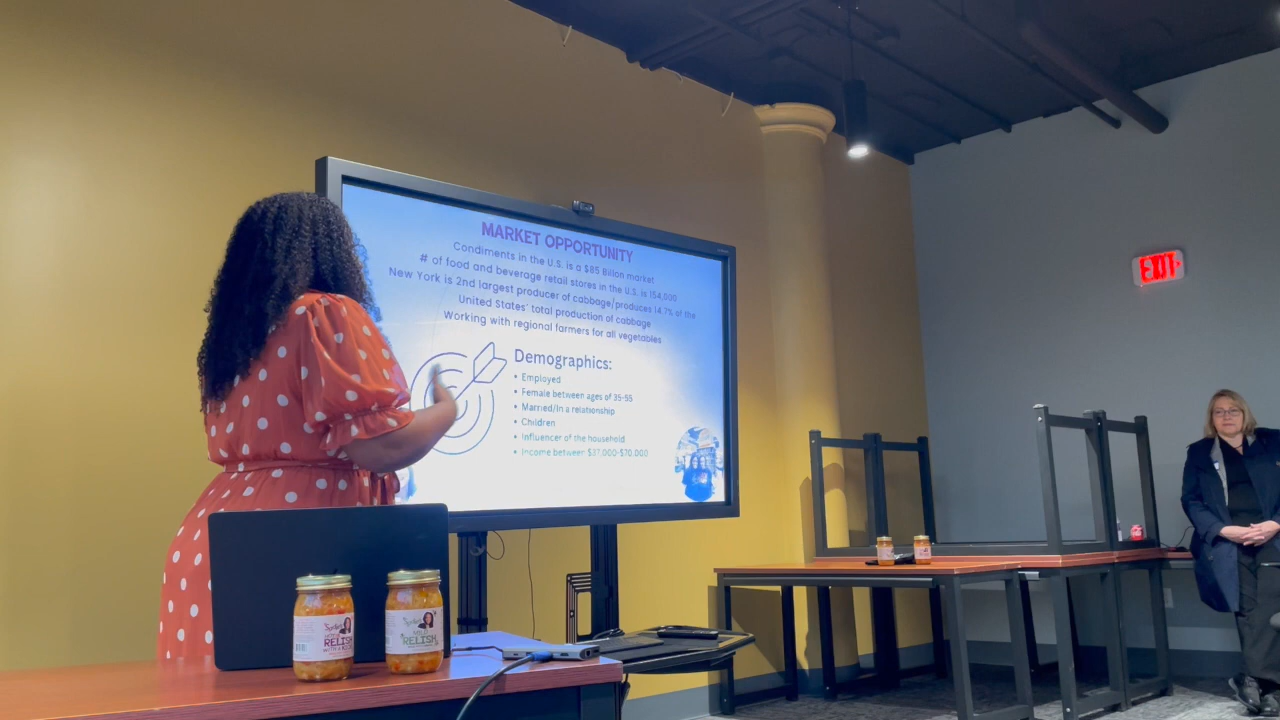 MARKET OPPORTUNITY
Condiments in the U.S. is a $85 Billon market
# of food and beverage retail stores in the U.S. is 154,000
New York is 2nd largest producer of cabbage/produces 14.7% of the
United States' total production of cabbage
Working with regional farmers for all vegetables
Demographics:
• Employed
• Female between ages of 35-55
• Married/In a relationship
• Children
• Influencer of the household
• Income between $37,000-$70,000
EXIT
RELISH
RELISH